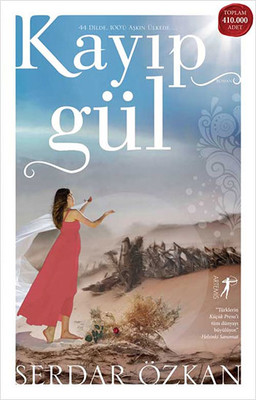 44 DİLDE, 100'Ü AŞKIN ÜLKEDE
TOPLAM
410.000
ADET
Kayıp
gül
ARTEMİS
"Türklerin
Küçük Prens'i
tüm dünyayı
büyülüyor"
-Helsinki Sanomat
SERDAR ÖZKAN